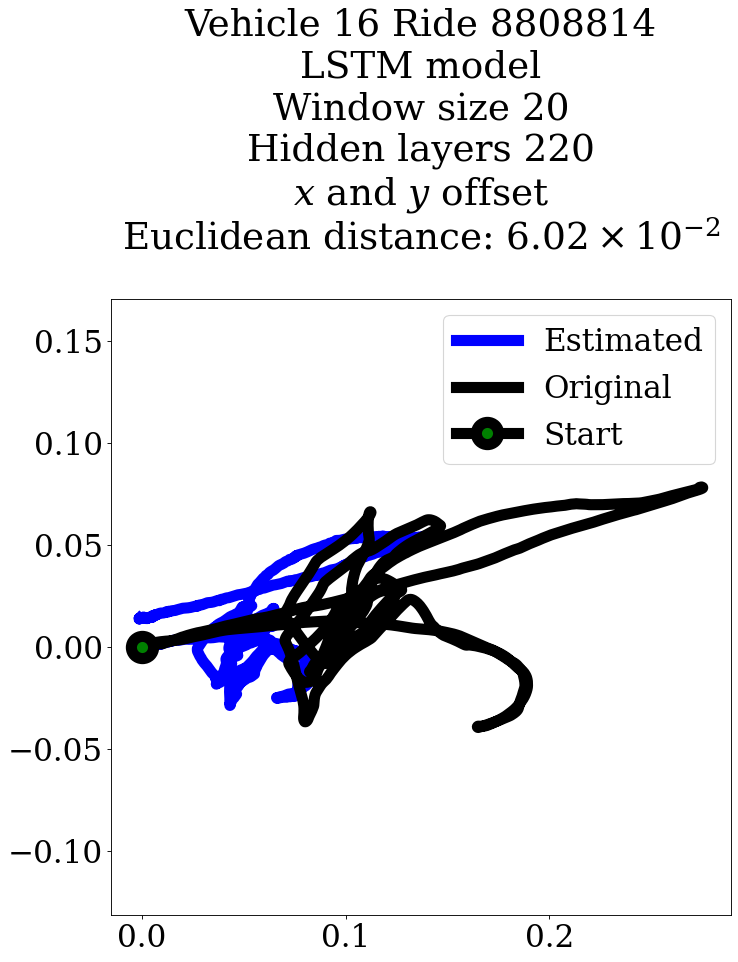 Vehicle 16 Ride 8808814
LSTM model
Window size 20
Hidden layers 220
x and y offset
Euclidean distance: 6.02 × 10⁻²
Estimated
Original
Start
0.15
0.10
0.05
0.00
−0.05
−0.10
0.0 0.1 0.2